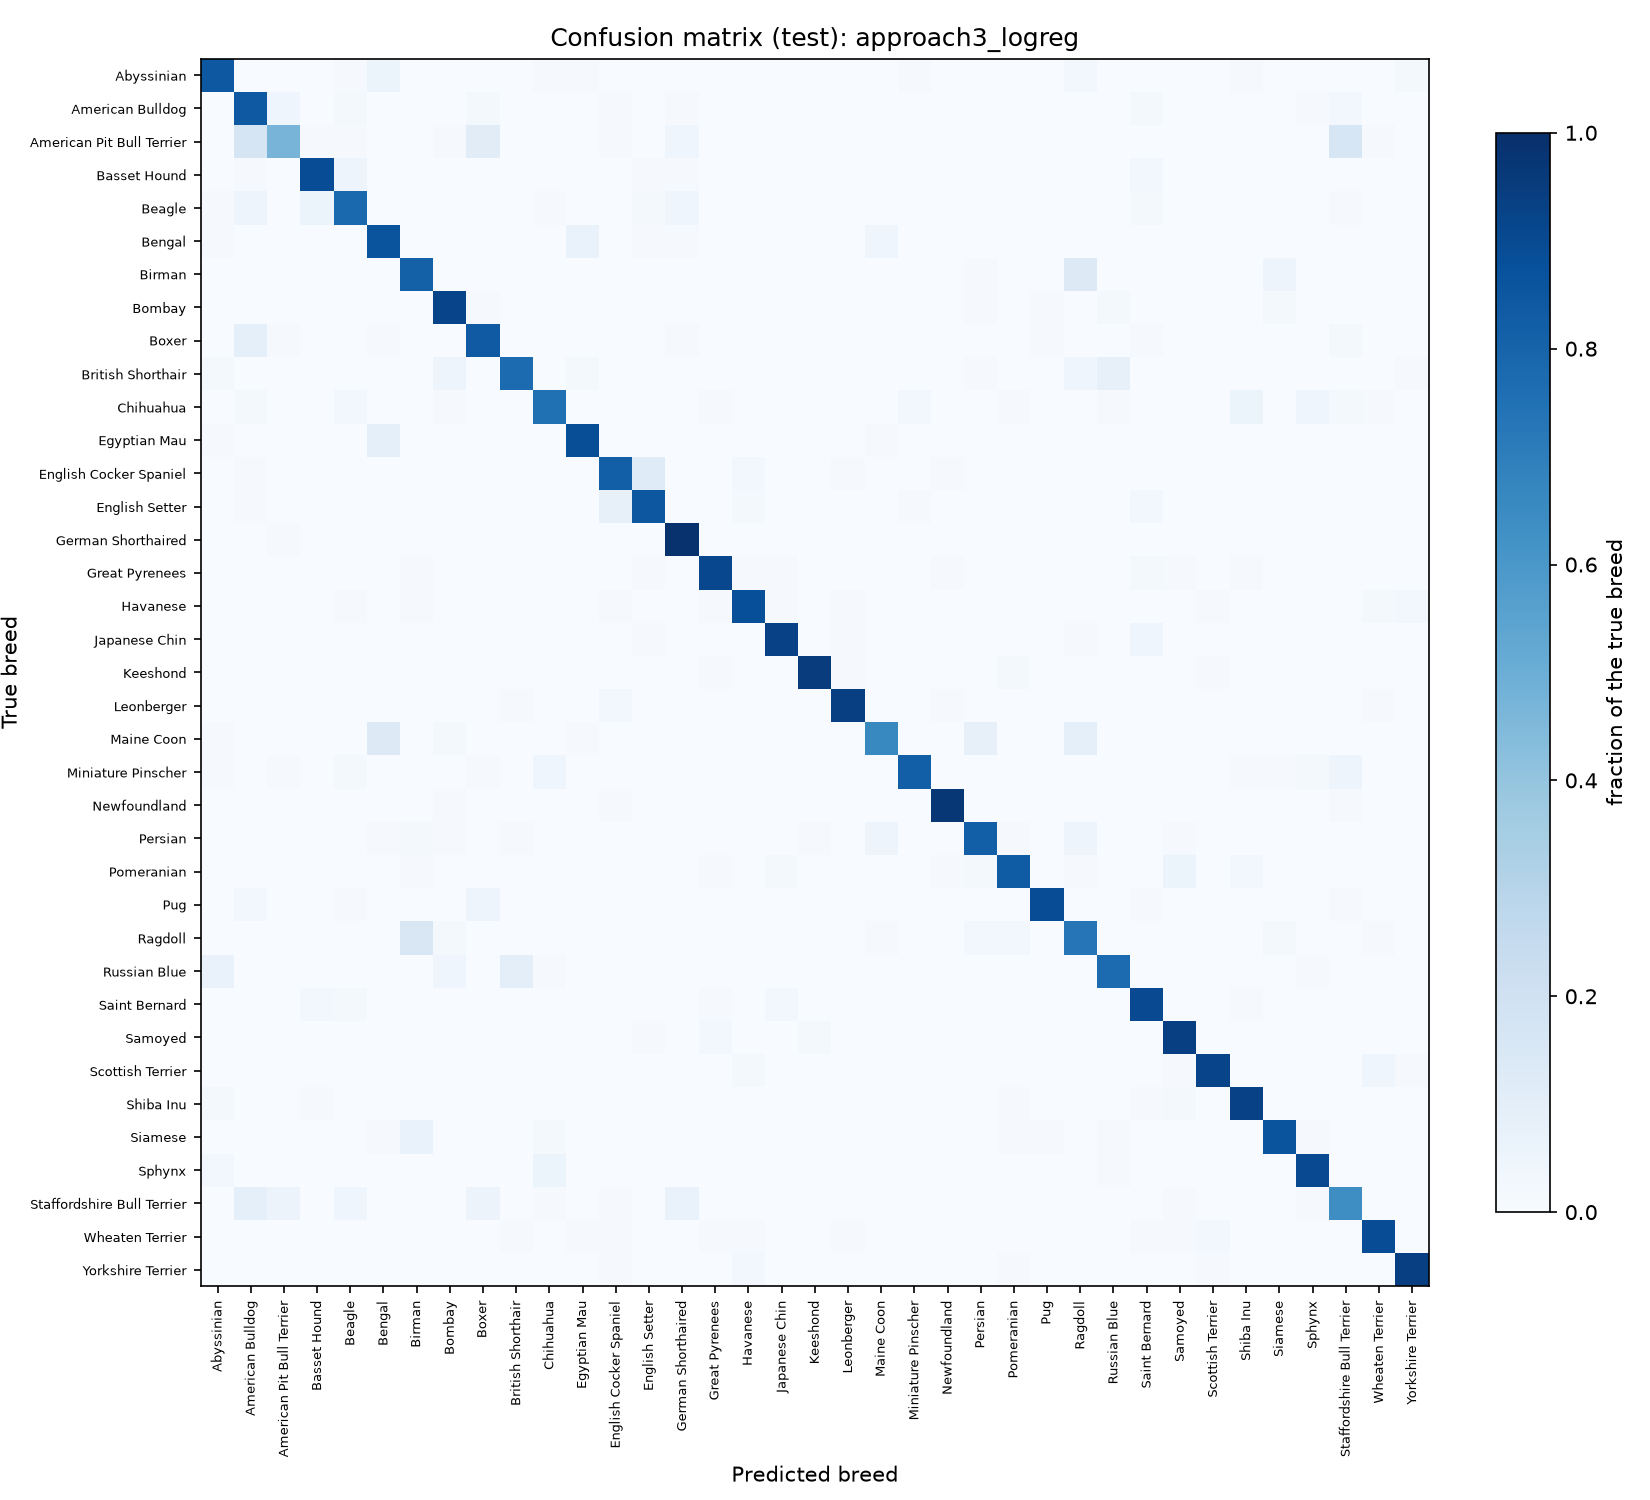 Confusion matrix (test): approach3_logreg
True breed
Abyssinian
American Bulldog
American Pit Bull Terrier
Basset Hound
Beagle
Bengal
Birman
Bombay
Boxer
British Shorthair
Chihuahua
Egyptian Mau
English Cocker Spaniel
English Setter
German Shorthaired
Great Pyrenees
Havanese
Japanese Chin
Keeshond
Leonberger
Maine Coon
Miniature Pinscher
Newfoundland
Persian
Pomeranian
Pug
Ragdoll
Russian Blue
Saint Bernard
Samoyed
Scottish Terrier
Shiba Inu
Siamese
Sphynx
Staffordshire Bull Terrier
Wheaten Terrier
Yorkshire Terrier
Abyssinian
American Bulldog
American Pit Bull Terrier
Basset Hound
Beagle
Bengal
Birman
Bombay
Boxer
British Shorthair
Chihuahua
Egyptian Mau
English Cocker Spaniel
English Setter
German Shorthaired
Great Pyrenees
Havanese
Japanese Chin
Keeshond
Leonberger
Maine Coon
Miniature Pinscher
Newfoundland
Persian
Pomeranian
Pug
Ragdoll
Russian Blue
Saint Bernard
Samoyed
Scottish Terrier
Shiba Inu
Siamese
Sphynx
Staffordshire Bull Terrier
Wheaten Terrier
Yorkshire Terrier
Predicted breed
1.0
0.8
0.6
0.4
0.2
0.0
fraction of the true breed